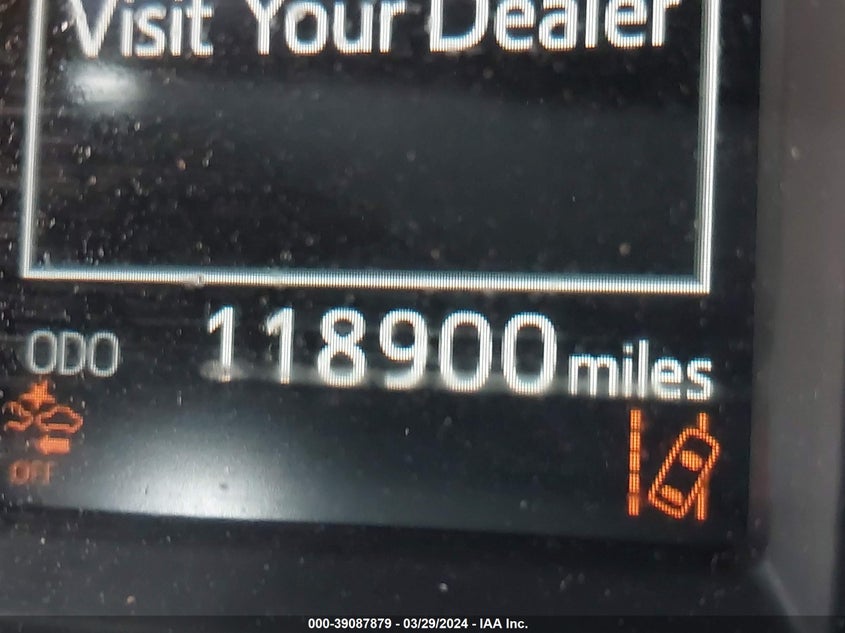 Visit Your Dealer
ODO 118900 miles
OFF
000-39087879 - 03/29/2024 - IAA Inc.